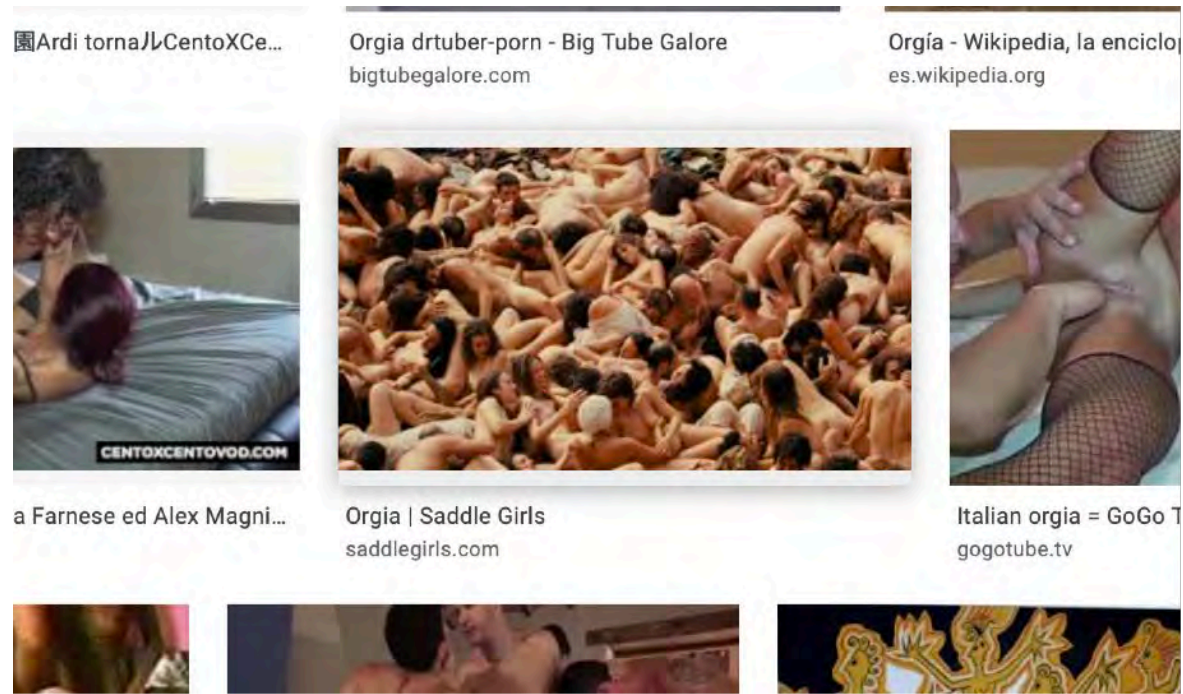 園Ardi tornaルCentoXCe...
Orgia drtuber-porn - Big Tube Galore
bigtubegalore.com
Orgía - Wikipedia, la enciclo
es.wikipedia.org
CENTOXCENTOVOD.COM
a Farnese ed Alex Magni...
Orgia | Saddle Girls
saddlegirls.com
Italian orgia = GoGo T
gogotube.tv